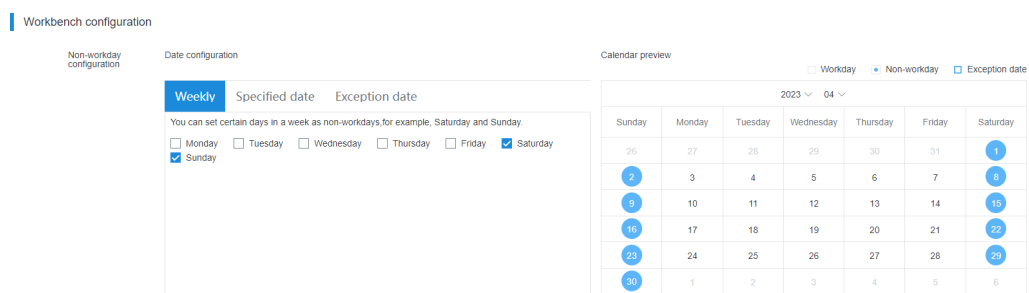 Workbench configuration
Non-workday
configuration
Date configuration
Weekly Specified date Exception date
You can set certain days in a week as non-workdays,for example, Saturday and Sunday.
Monday Tuesday Wednesday Thursday Friday Saturday
Sunday
Calendar preview
Workday Non-workday Exception date
2023 04
Sunday Monday Tuesday Wednesday Thursday Friday Saturday
26 27 28 29 30 31 1
2 3 4 5 6 7 8
9 10 11 12 13 14 15
16 17 18 19 20 21 22
23 24 25 26 27 28 29
30 1 2 3 4 5 6